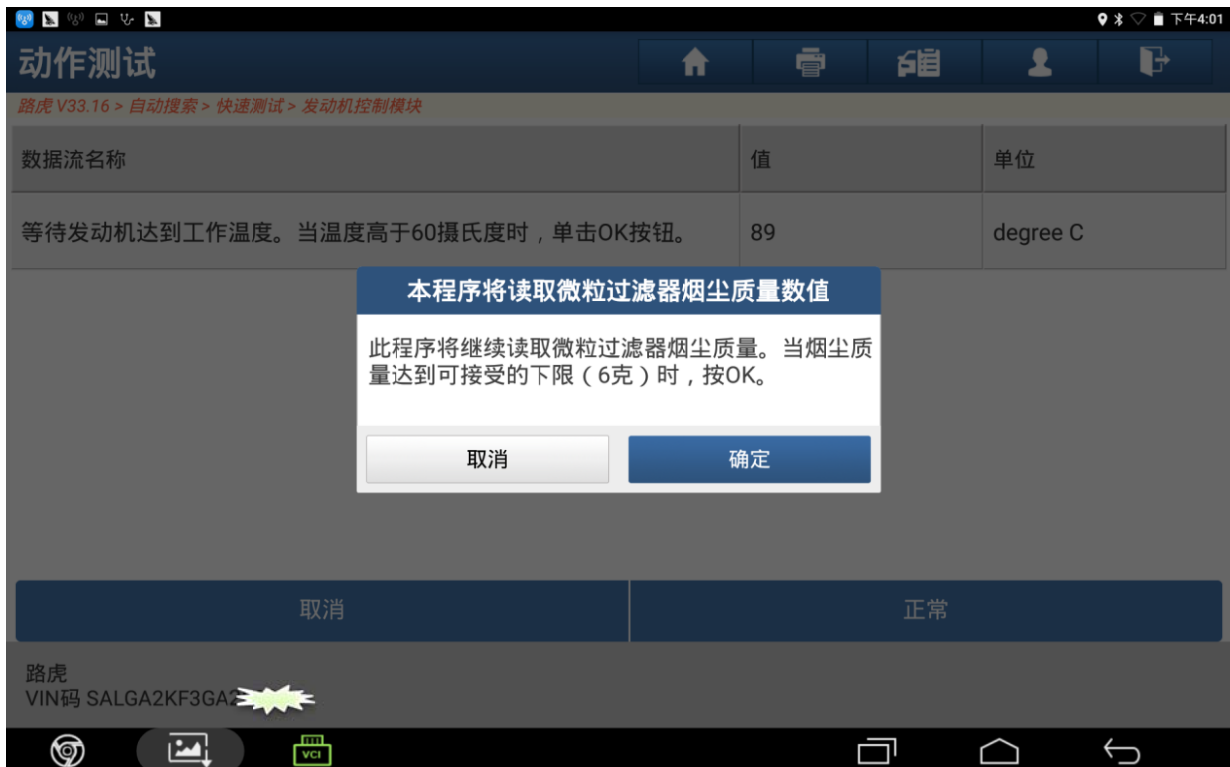 下午4:01
动作测试
路虎 V33.16 > 自动搜索 > 快速测试 > 发动机控制模块
数据流名称 值 单位
等待发动机达到工作温度。当温度高于60摄氏度时，单击OK按钮。 89 degree C
本程序将读取微粒过滤器烟尘质量数值
此程序将继续读取微粒过滤器烟尘质量。当烟尘质
量达到可接受的下限（6克）时，按OK。
取消 确定
取消 正常
路虎
VIN码 SALGA2KF3GA2
VCI